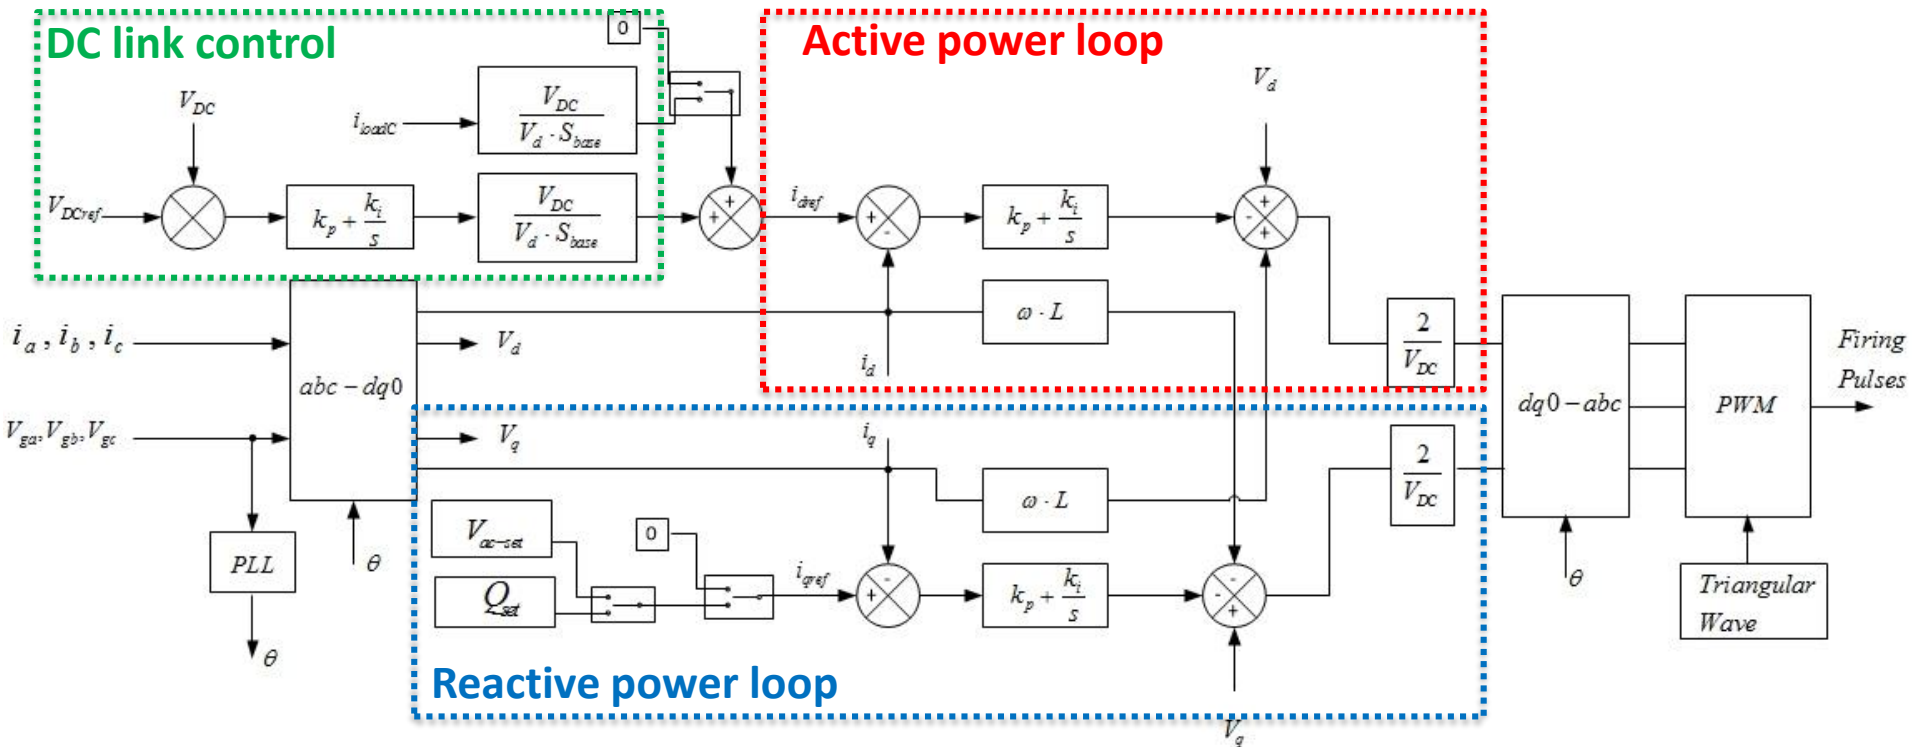 DC link control
Active power loop
0
V_DC
i_loadC
V_DC / (V_d · S_base)
V_d
V_DCref
k_p + k_i/s
V_DC / (V_d · S_base)
+
+
i_dref
+
-
k_p + k_i/s
+
-
+
i_a, i_b, i_c
V_d
abc - dq0
i_d
ω · L
2/V_DC
dq0 - abc
PWM
Firing
Pulses
V_ga, V_gb, V_gc
V_q
i_q
ω · L
2/V_DC
PLL
θ
θ
V_ac-set
0
Q_set
i_qref
-
+
k_p + k_i/s
-
-
+
θ
Triangular
Wave
Reactive power loop
V_q